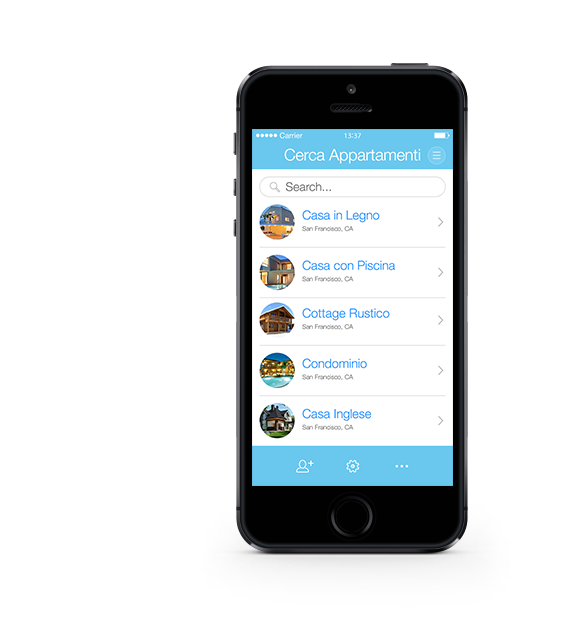 Carrier 13:37
Cerca Appartamenti
Search...
Casa in Legno
San Francisco, CA
Casa con Piscina
San Francisco, CA
Cottage Rustico
San Francisco, CA
Condominio
San Francisco, CA
Casa Inglese
San Francisco, CA